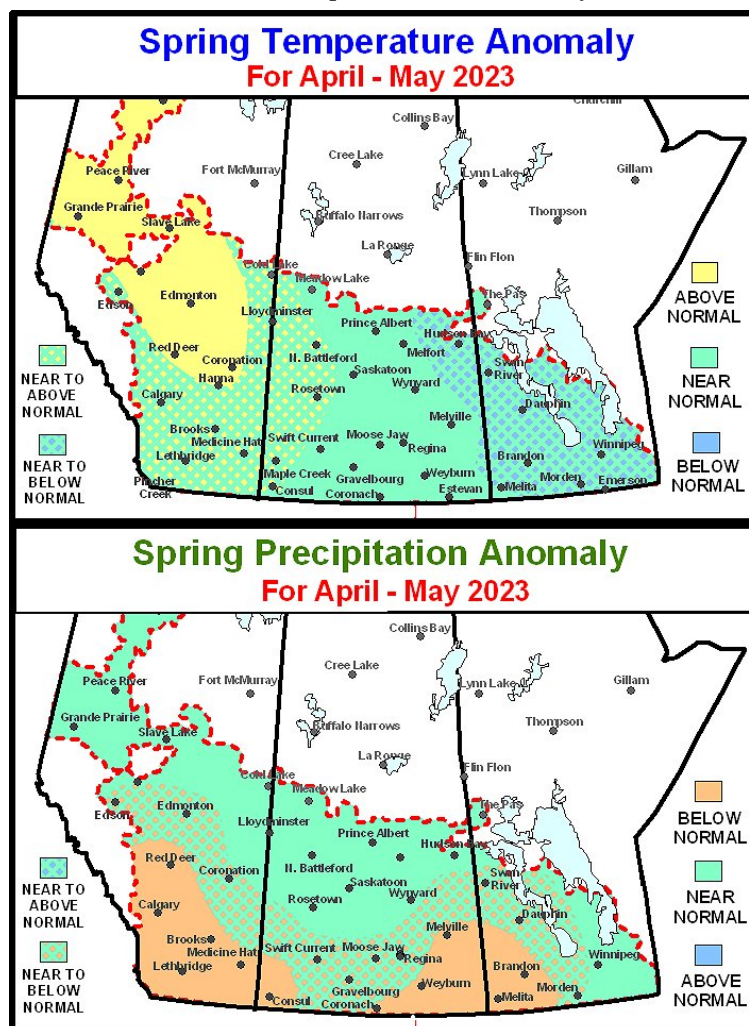 Spring Temperature Anomaly
For April - May 2023
Churchill
Collins Bay
Peace River
Fort McMurray
Cree Lake
Lynn Lake
Gillam
Grande Prairie
Slave Lake
Buffalo Narrows
Thompson
La Ronge
Flin Flon
Cold Lake
Meadow Lake
Edson
Edmonton
The Pas
Lloydminster
Prince Albert
Hudson Bay
ABOVE
NORMAL
Red Deer
N. Battleford
Melfort
Coronation
Saskatoon
Swan
River
NEAR TO
ABOVE
NORMAL
Hanna
Rosetown
Wynyard
NEAR
NORMAL
Calgary
Dauphin
Brooks
Melville
Medicine Hat
Swift Current
Moose Jaw
Regina
Winnipeg
NEAR TO
BELOW
NORMAL
Lethbridge
Maple Creek
Brandon
BELOW
NORMAL
Pincher
Creek
Consul
Gravelbourg
Weyburn
Morden
Coronach
Estevan
Melita
Emerson
Spring Precipitation Anomaly
For April - May 2023
Collins Bay
Peace River
Fort McMurray
Cree Lake
Lynn Lake
Gillam
Grande Prairie
Slave Lake
Buffalo Narrows
Thompson
La Ronge
Flin Flon
Cold Lake
Meadow Lake
Edson
Edmonton
The Pas
Lloydminster
Prince Albert
BELOW
NORMAL
Red Deer
N. Battleford
Hudson Bay
Coronation
Saskatoon
Swan
River
NEAR TO
ABOVE
NORMAL
Calgary
Rosetown
Wynyard
Dauphin
NEAR
NORMAL
Brooks
Melville
Medicine Hat
Swift Current
Moose Jaw
Regina
Winnipeg
NEAR TO
BELOW
NORMAL
Lethbridge
Brandon
ABOVE
NORMAL
Consul
Gravelbourg
Weyburn
Morden
Coronach
Melita